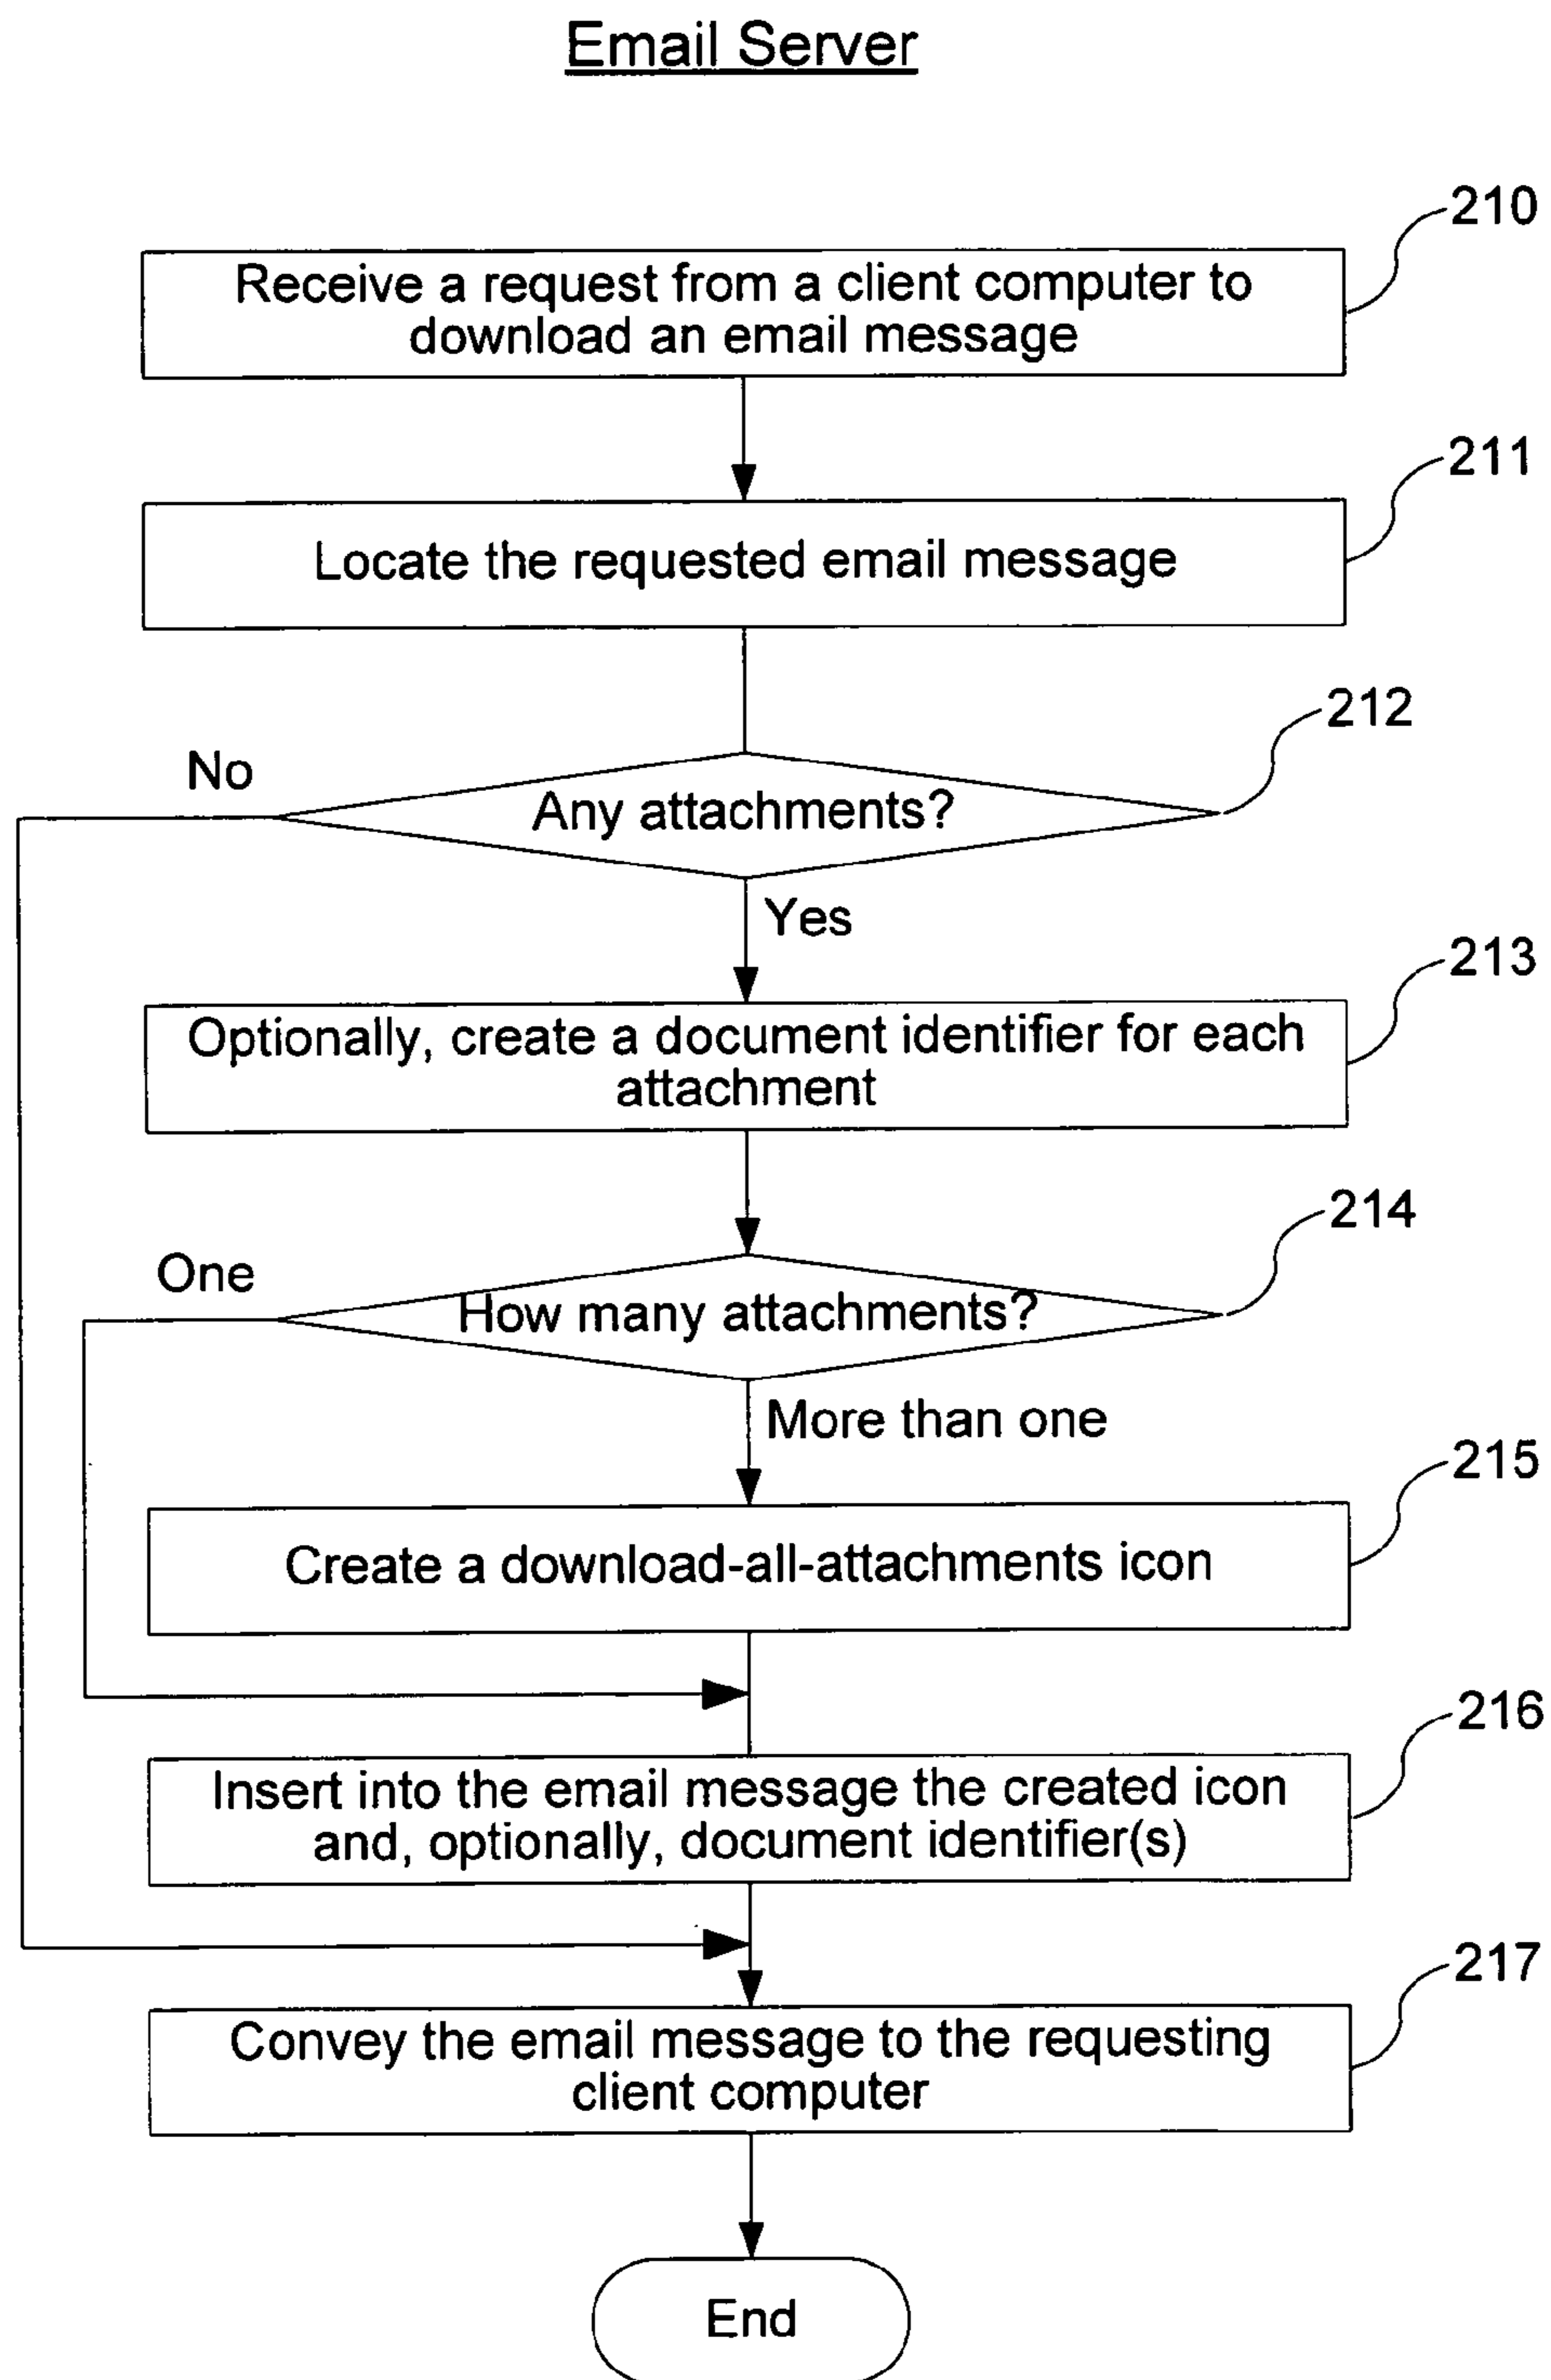 Email Server
210
Receive a request from a client computer to
download an email message
211
Locate the requested email message
212
No
Any attachments?
Yes
213
Optionally, create a document identifier for each
attachment
214
One
How many attachments?
More than one
215
Create a download-all-attachments icon
216
Insert into the email message the created icon
and, optionally, document identifier(s)
217
Convey the email message to the requesting
client computer
End